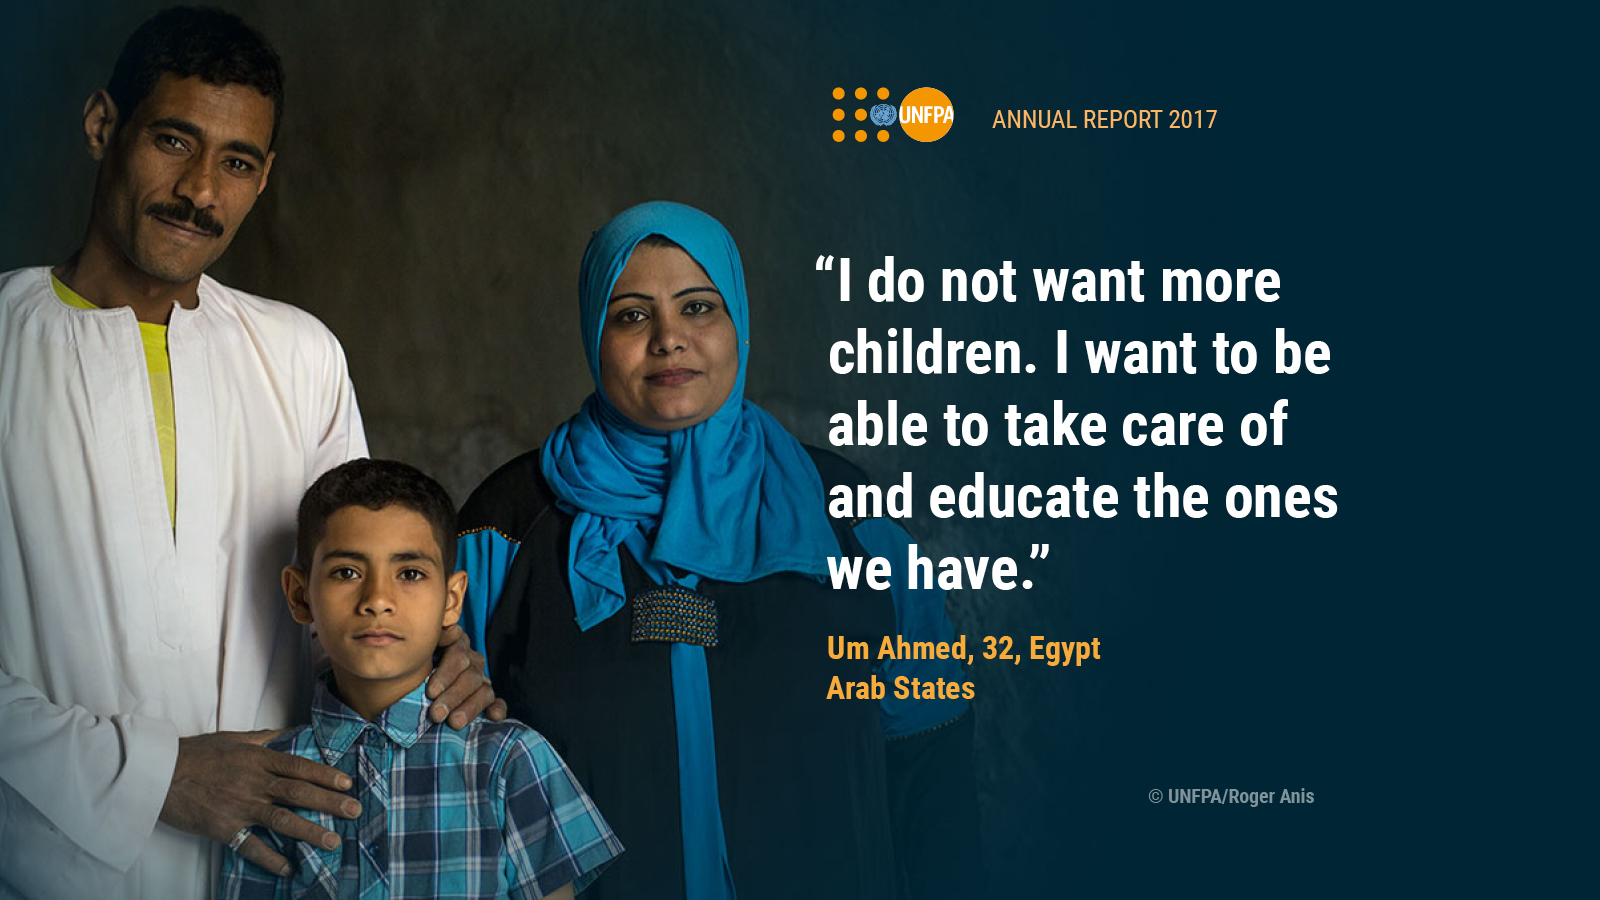 UNFPA
ANNUAL REPORT 2017
“I do not want more
children. I want to be
able to take care of
and educate the ones
we have.”
Um Ahmed, 32, Egypt
Arab States
© UNFPA/Roger Anis